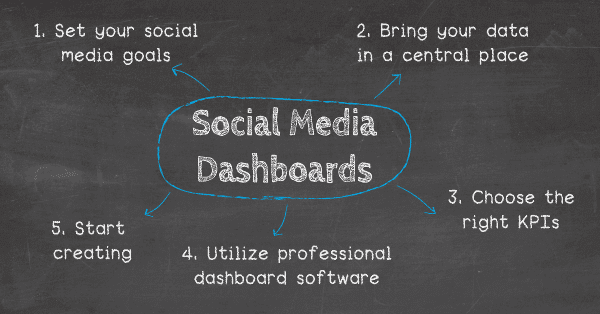 1. Set your social
media goals
2. Bring your data
in a central place
Social Media
Dashboards
3. Choose the
right KPIs
4. Utilize professional
dashboard software
5. Start
creating